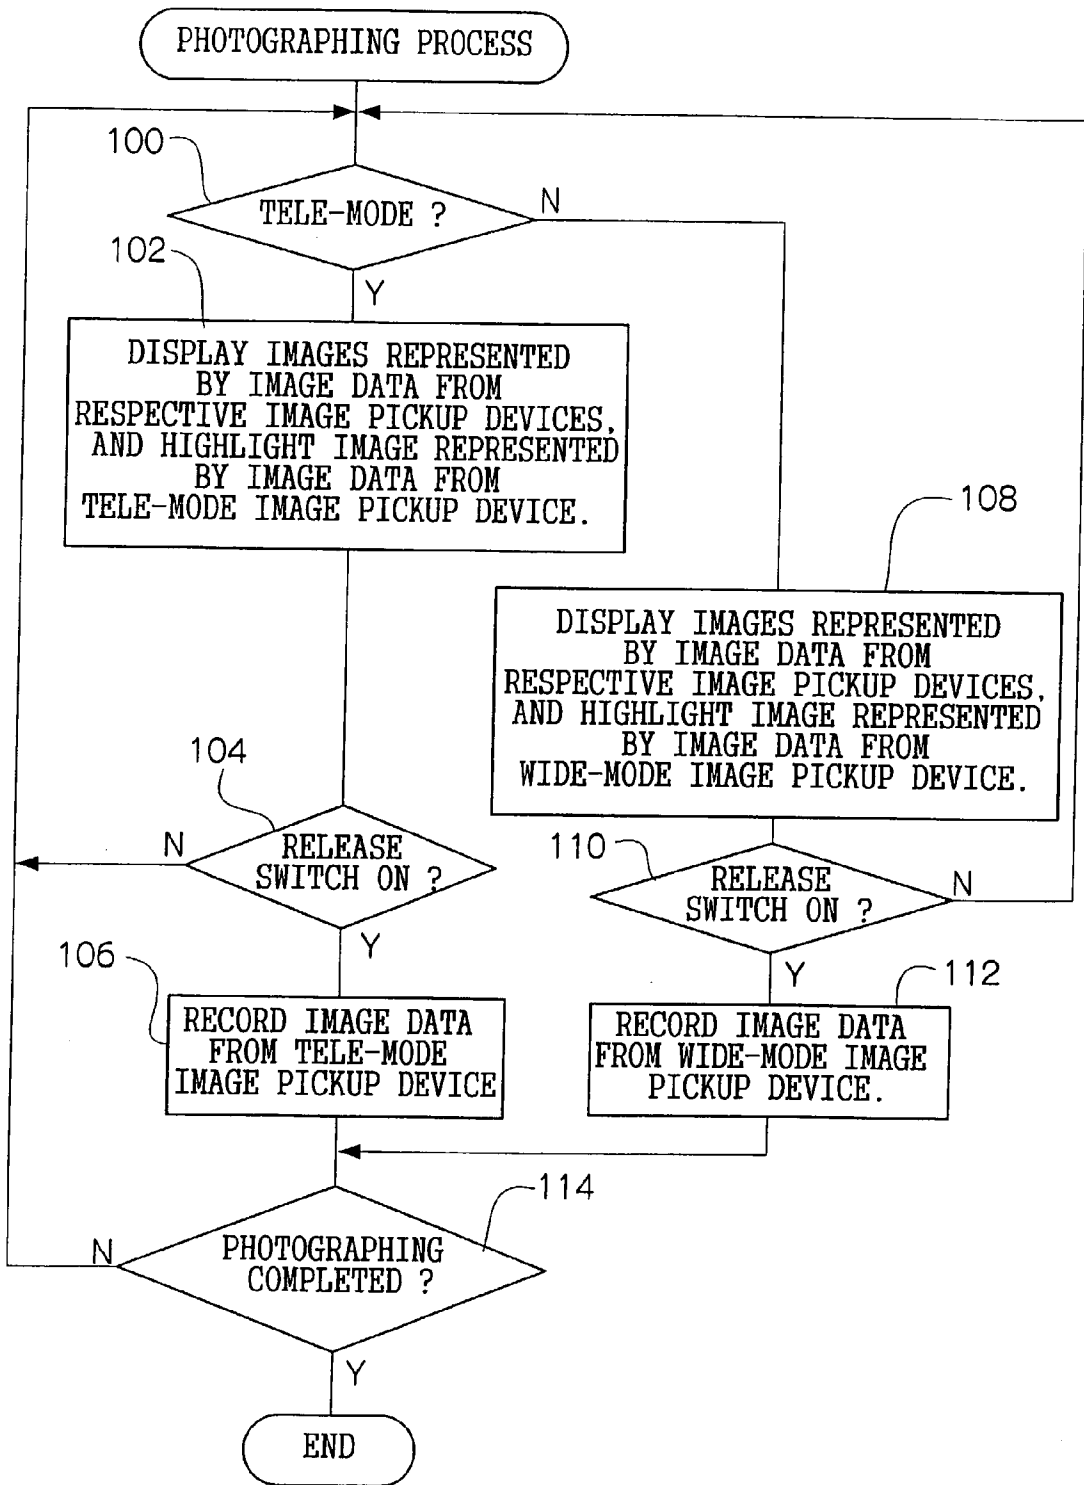 PHOTOGRAPHING PROCESS
100
TELE-MODE ?
N
Y
102
DISPLAY IMAGES REPRESENTED
BY IMAGE DATA FROM
RESPECTIVE IMAGE PICKUP DEVICES,
AND HIGHLIGHT IMAGE REPRESENTED
BY IMAGE DATA FROM
TELE-MODE IMAGE PICKUP DEVICE.
108
DISPLAY IMAGES REPRESENTED
BY IMAGE DATA FROM
RESPECTIVE IMAGE PICKUP DEVICES,
AND HIGHLIGHT IMAGE REPRESENTED
BY IMAGE DATA FROM
WIDE-MODE IMAGE PICKUP DEVICE.
104
N
RELEASE
SWITCH ON ?
Y
110
RELEASE
SWITCH ON ?
N
Y
106
RECORD IMAGE DATA
FROM TELE-MODE
IMAGE PICKUP DEVICE
112
RECORD IMAGE DATA
FROM WIDE-MODE IMAGE
PICKUP DEVICE.
114
N
PHOTOGRAPHING
COMPLETED ?
Y
END